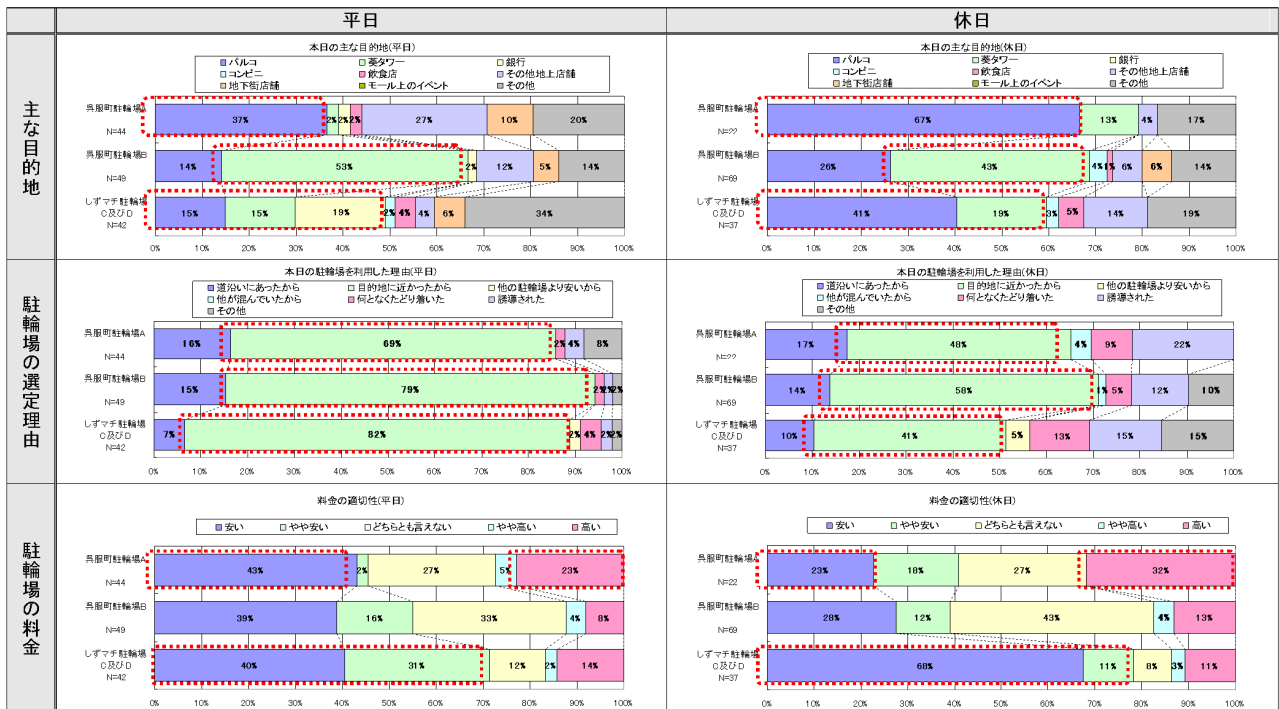 平日
休日
主な目的地
本日の主な目的地(平日)
パルコ 葵タワー 銀行
コンビニ 飲食店 その他地上店舗
地下街店舗 モール上のイベント その他
呉服町駐輪場A
N=44
37% 2% 2% 2% 27% 10% 20%
呉服町駐輪場B
N=49
14% 53% 2% 12% 5% 14%
しずマチ駐輪場
C及びD
N=42
15% 15% 19% 2% 4% 4% 6% 34%
0% 10% 20% 30% 40% 50% 60% 70% 80% 90% 100%
本日の主な目的地(休日)
パルコ 葵タワー 銀行
コンビニ 飲食店 その他地上店舗
地下街店舗 モール上のイベント その他
呉服町駐輪場A
N=22
67% 13% 4% 17%
呉服町駐輪場B
N=69
26% 43% 4% 1% 6% 6% 14%
しずマチ駐輪場
C及びD
N=37
41% 19% 3% 5% 14% 19%
0% 10% 20% 30% 40% 50% 60% 70% 80% 90% 100%
駐輪場の選定理由
本日の駐輪場を利用した理由(平日)
道沿いにあったから 目的地に近かったから 他の駐輪場より安いから
他が混んでいたから 何となくたどり着いた 誘導された
その他
呉服町駐輪場A
N=44
16% 69% 2% 4% 8%
呉服町駐輪場B
N=49
15% 79% 2% 2% 2%
しずマチ駐輪場
C及びD
N=42
7% 82% 2% 4% 2% 2%
0% 10% 20% 30% 40% 50% 60% 70% 80% 90% 100%
本日の駐輪場を利用した理由(休日)
道沿いにあったから 目的地に近かったから 他の駐輪場より安いから
他が混んでいたから 何となくたどり着いた 誘導された
その他
呉服町駐輪場A
N=22
17% 48% 4% 9% 22%
呉服町駐輪場B
N=69
14% 58% 1% 5% 12% 10%
しずマチ駐輪場
C及びD
N=37
10% 41% 5% 13% 15% 15%
0% 10% 20% 30% 40% 50% 60% 70% 80% 90% 100%
駐輪場の料金
料金の適切性(平日)
安い やや安い どちらとも言えない やや高い 高い
呉服町駐輪場A
N=44
43% 2% 27% 5% 23%
呉服町駐輪場B
N=49
39% 16% 33% 4% 8%
しずマチ駐輪場
C及びD
N=42
40% 31% 12% 2% 14%
0% 10% 20% 30% 40% 50% 60% 70% 80% 90% 100%
料金の適切性(休日)
安い やや安い どちらとも言えない やや高い 高い
呉服町駐輪場A
N=22
23% 18% 27% 32%
呉服町駐輪場B
N=69
28% 12% 43% 4% 13%
しずマチ駐輪場
C及びD
N=37
68% 11% 8% 3% 11%
0% 10% 20% 30% 40% 50% 60% 70% 80% 90% 100%